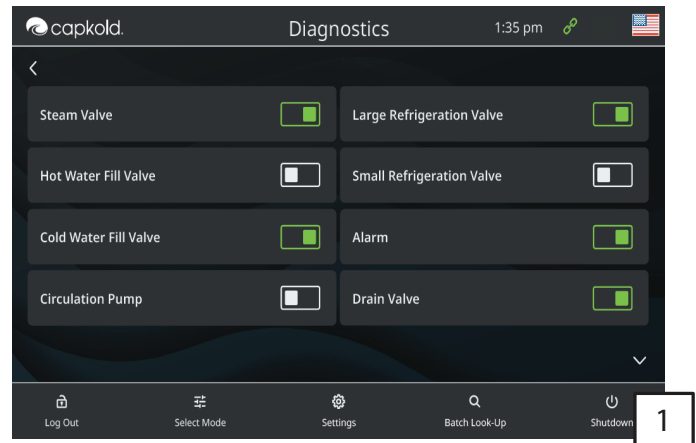 capkold. Diagnostics 1:35 pm
Steam Valve Large Refrigeration Valve
Hot Water Fill Valve Small Refrigeration Valve
Cold Water Fill Valve Alarm
Circulation Pump Drain Valve
Log Out Select Mode Settings Batch Look-Up Shutdown
1